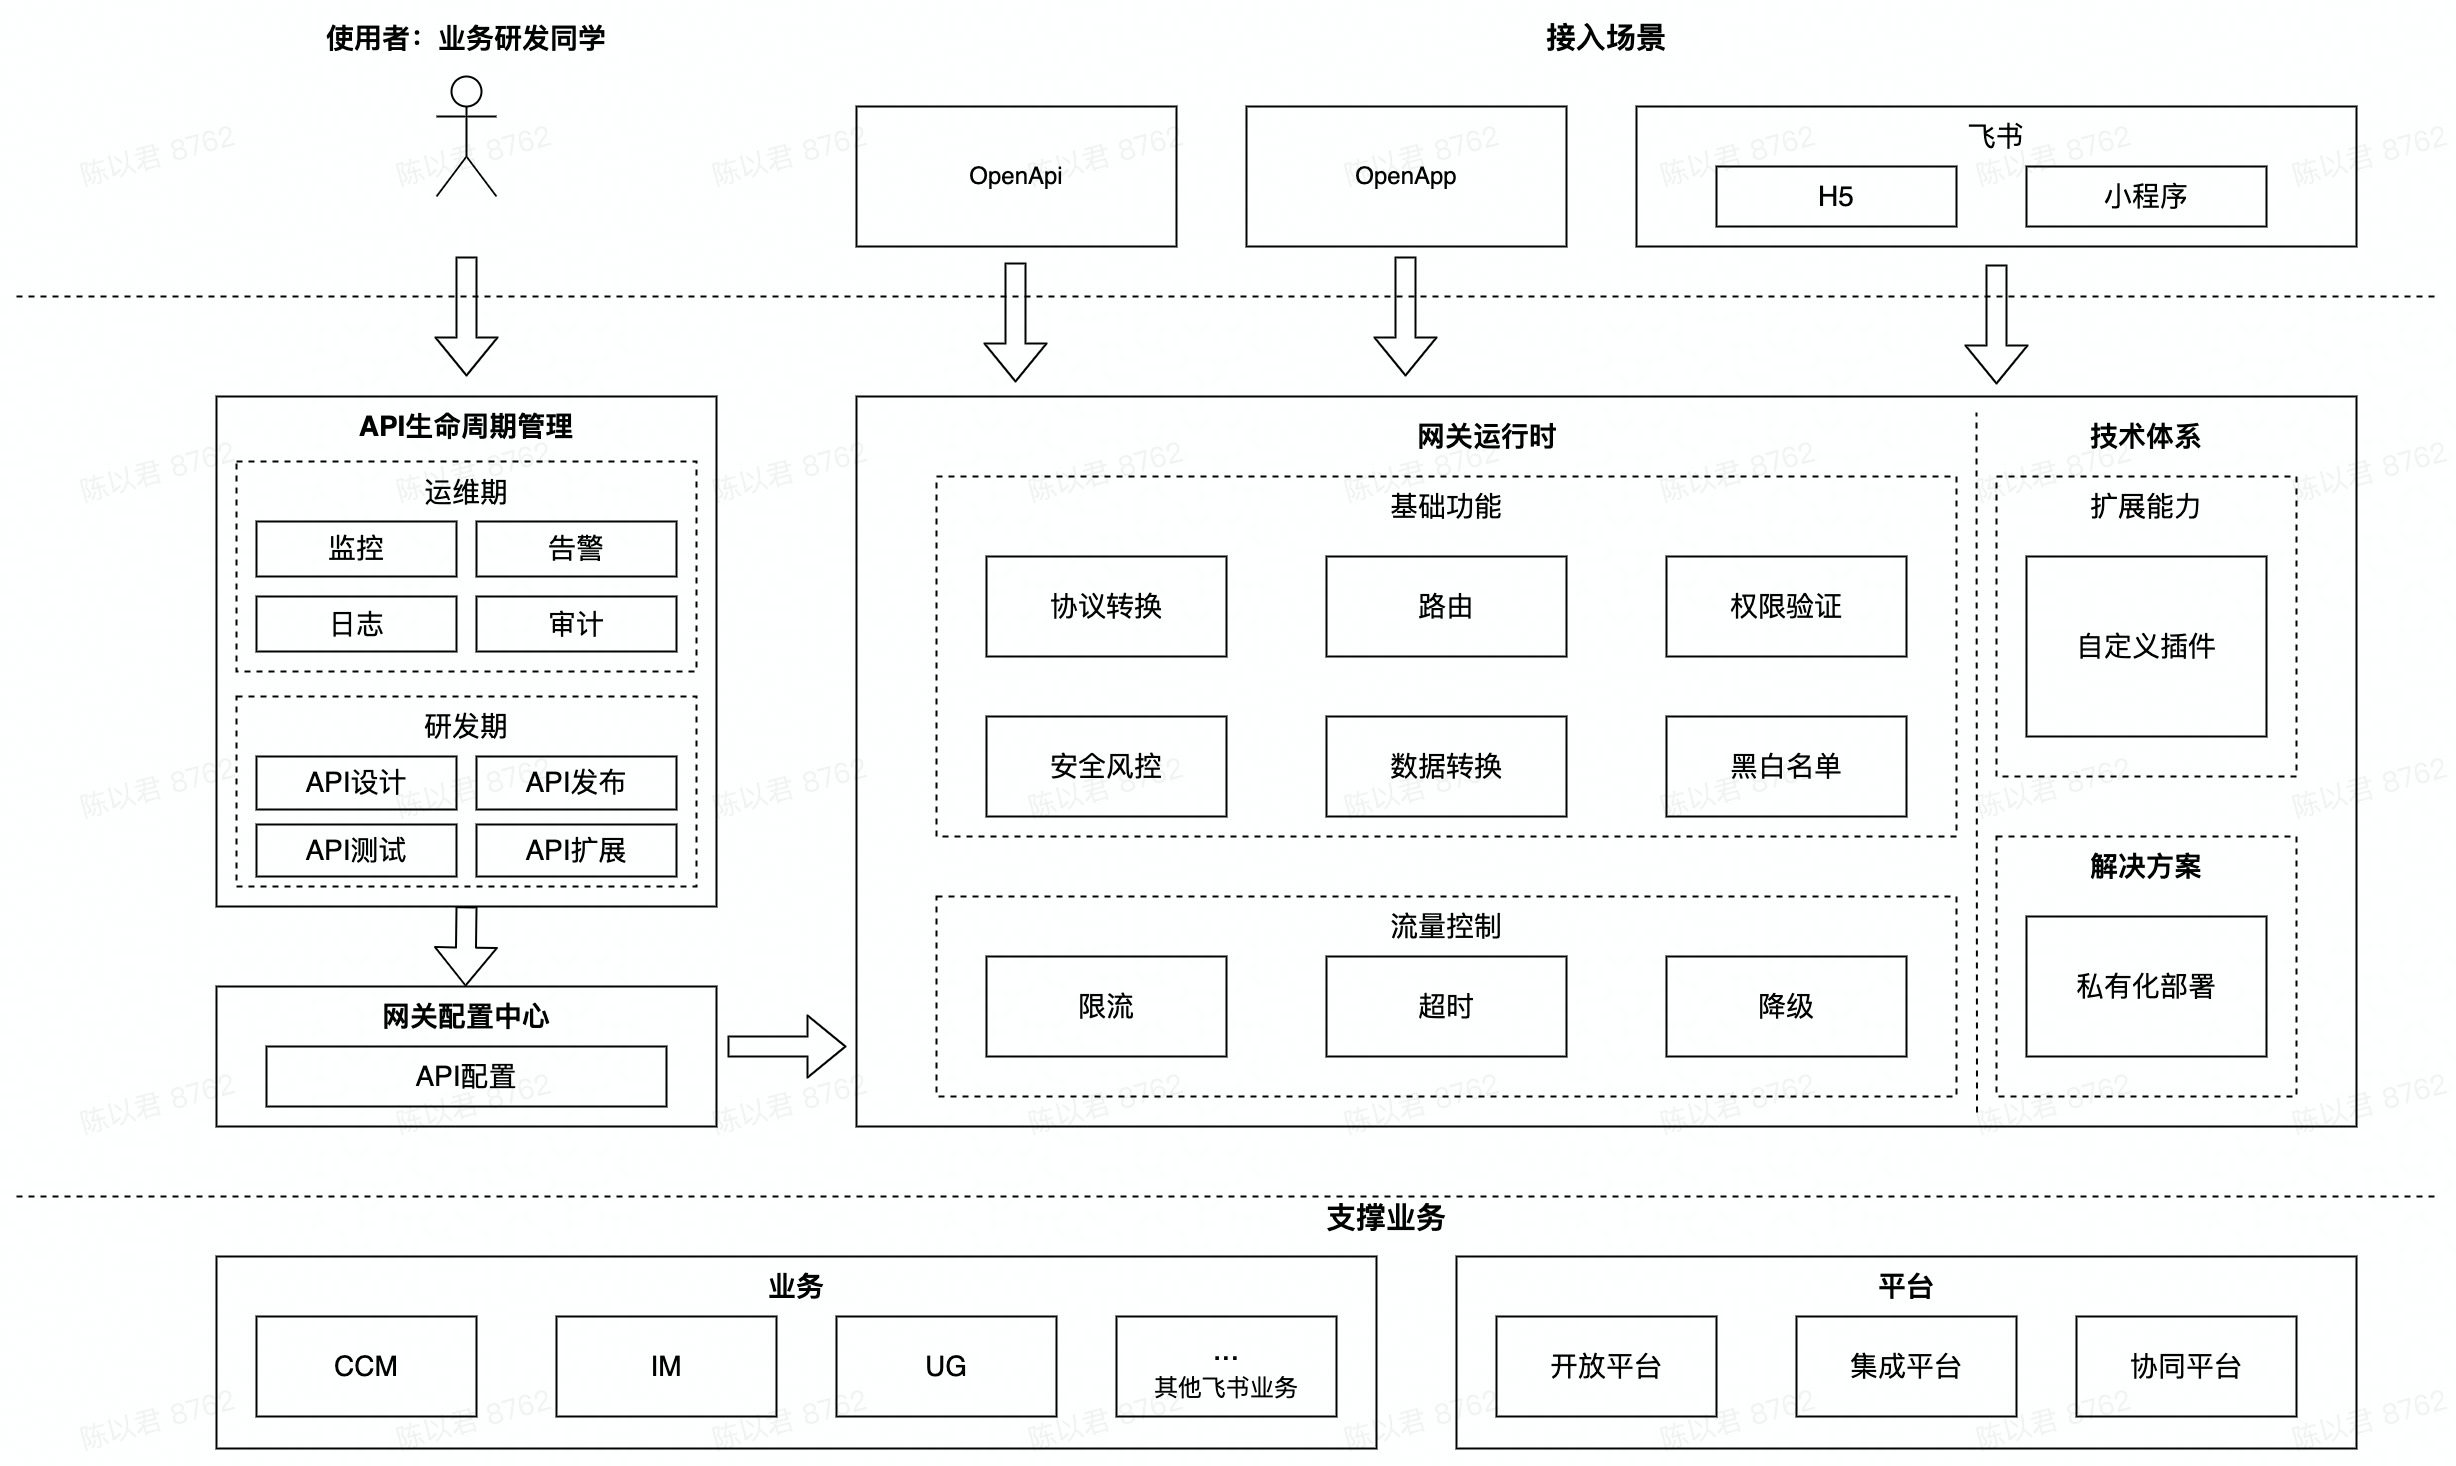 使用者：业务研发同学
接入场景
OpenApi
OpenApp
飞书
H5
小程序
API生命周期管理
运维期
监控
告警
日志
审计
研发期
API设计
API发布
API测试
API扩展
网关配置中心
API配置
网关运行时
基础功能
协议转换
路由
权限验证
安全风控
数据转换
黑白名单
流量控制
限流
超时
降级
技术体系
扩展能力
自定义插件
解决方案
私有化部署
支撑业务
业务
CCM
IM
UG
...
其他飞书业务
平台
开放平台
集成平台
协同平台
陈以君 8762